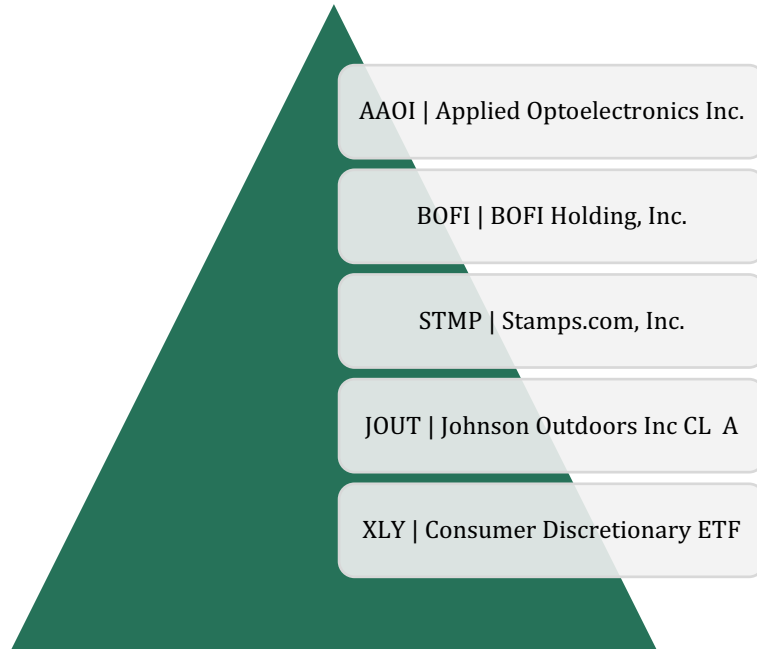 AAOI | Applied Optoelectronics Inc.
BOFI | BOFI Holding, Inc.
STMP | Stamps.com, Inc.
JOUT | Johnson Outdoors Inc CL  A
XLY | Consumer Discretionary ETF